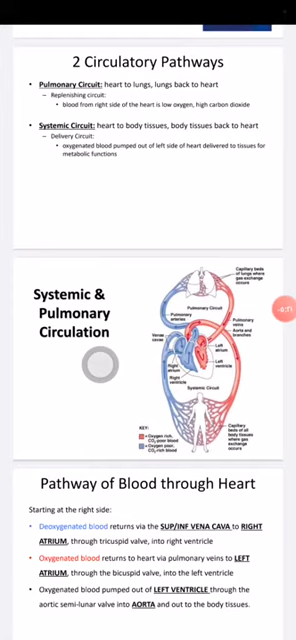 2 Circulatory Pathways
• Pulmonary Circuit: heart to lungs, lungs back to heart
– Replenishing circuit:
• blood from right side of the heart is low oxygen, high carbon dioxide
• Systemic Circuit: heart to body tissues, body tissues back to heart
– Delivery Circuit:
• oxygenated blood pumped out of left side of heart delivered to tissues for
metabolic functions
Systemic &
Pulmonary
Circulation
Capillary beds
of lungs where
gas exchange
occurs
Pulmonary Circuit
Pulmonary
arteries
Pulmonary
veins
Aorta and
branches
Venae
cavae
Left
atrium
Left
ventricle
Right
atrium
Right
ventricle
Systemic Circuit
KEY:
= Oxygen-rich,
CO₂-poor blood
= Oxygen-poor,
CO₂-rich blood
Capillary
beds of all
body tissues
where gas
exchange
occurs
Pathway of Blood through Heart
Starting at the right side:
• Deoxygenated blood returns via the SUP/INF VENA CAVA to RIGHT
ATRIUM, through tricuspid valve, into right ventricle
• Oxygenated blood returns to heart via pulmonary veins to LEFT
ATRIUM, through the bicuspid valve, into the left ventricle
• Oxygenated blood pumped out of LEFT VENTRICLE through the
aortic semi-lunar valve into AORTA and out to the body tissues.